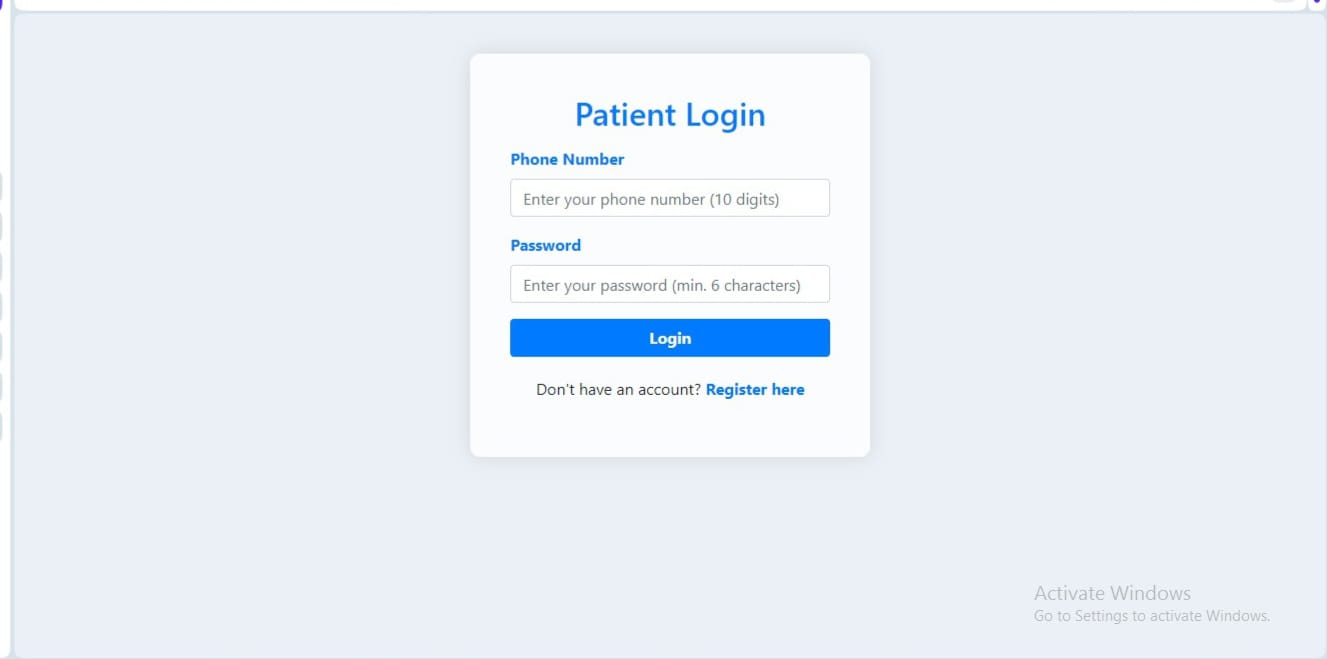 Patient Login
Phone Number
Enter your phone number (10 digits)
Password
Enter your password (min. 6 characters)
Login
Don't have an account? Register here
Activate Windows
Go to Settings to activate Windows.